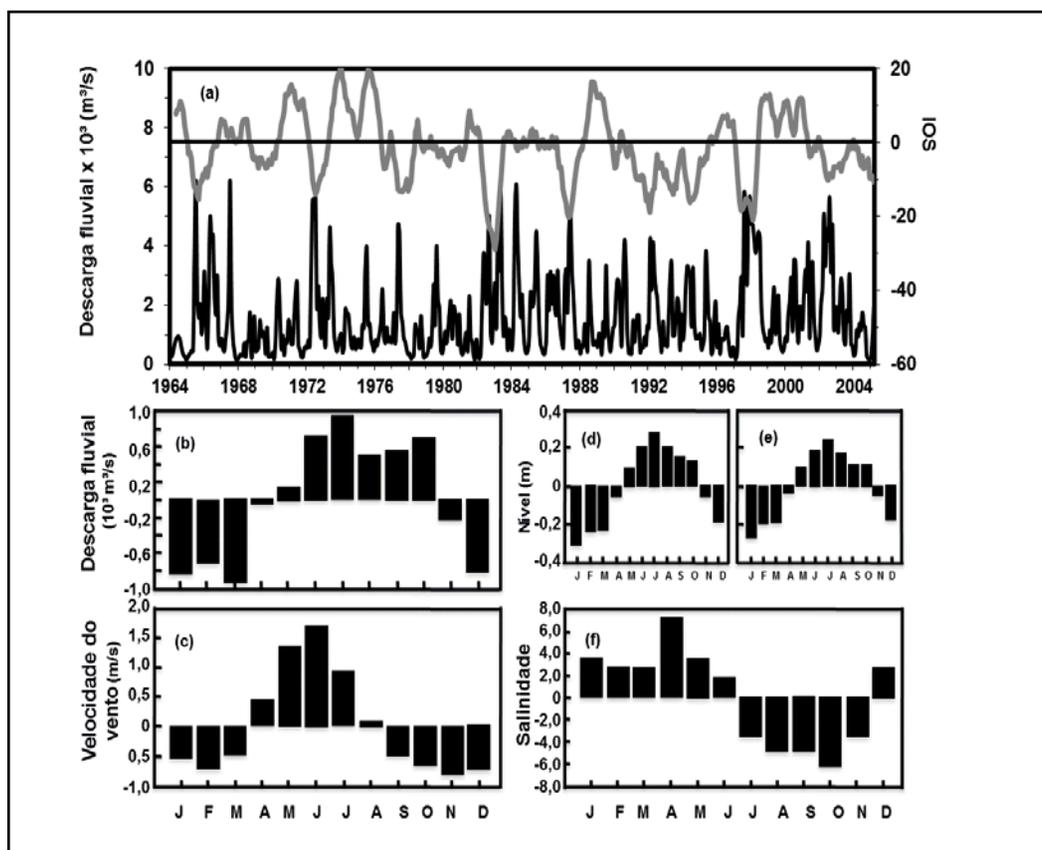 Descarga fluvial x 10³ (m³/s)
10
8
6
4
2
0
(a)
20
0
-20
-40
-60
IOS
1964 1968 1972 1976 1980 1984 1988 1992 1996 2000 2004
Descarga fluvial
(10³ m³/s)
1,0
0,2
-0,2
-0,6
-1,0
(b)
Nível (m)
0,4
0,2
0
-0,2
-0,4
(d)
J F M A M J J A S O N D
(e)
J F M A M J J A S O N D
Velocidade do
vento (m/s)
2,0
1,5
1,0
0,5
0
0,5
-1,0
(c)
J F M A M J J A S O N D
Salinidade
8,0
6,0
4,0
2,0
0
-2,0
-4,0
-6,0
-8,0
(f)
J F M A M J J A S O N D